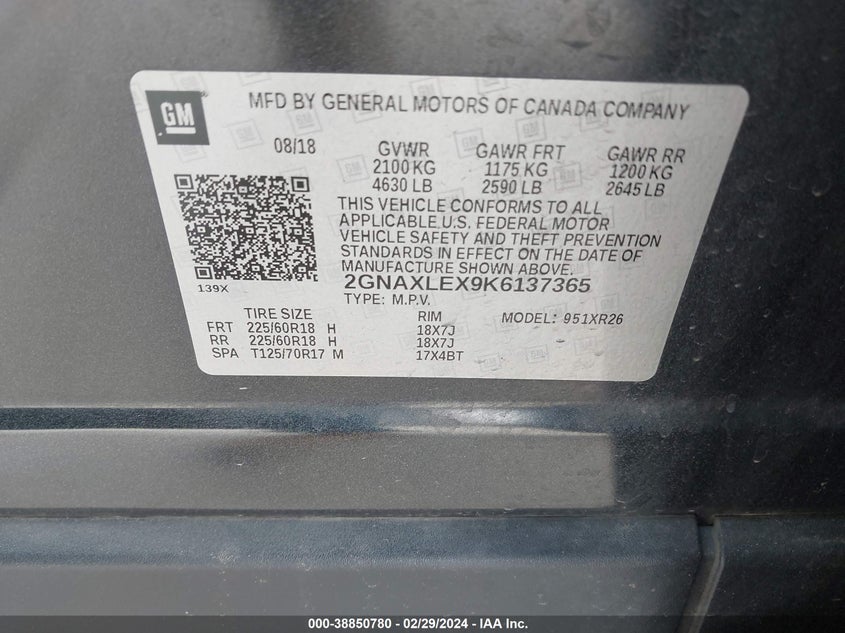 GM
MFD BY GENERAL MOTORS OF CANADA COMPANY
08/18 GVWR GAWR FRT GAWR RR
2100 KG 1175 KG 1200 KG
4630 LB 2590 LB 2645 LB
THIS VEHICLE CONFORMS TO ALL
APPLICABLE U.S. FEDERAL MOTOR
VEHICLE SAFETY AND THEFT PREVENTION
STANDARDS IN EFFECT ON THE DATE OF
MANUFACTURE SHOWN ABOVE.
139X 2GNAXLEX9K6137365
TYPE: M.P.V.
TIRE SIZE RIM MODEL: 951XR26
FRT 225/60R18 H 18X7J
RR 225/60R18 H 18X7J
SPA T125/70R17 M 17X4BT
000-38850780 - 02/29/2024 - IAA Inc.